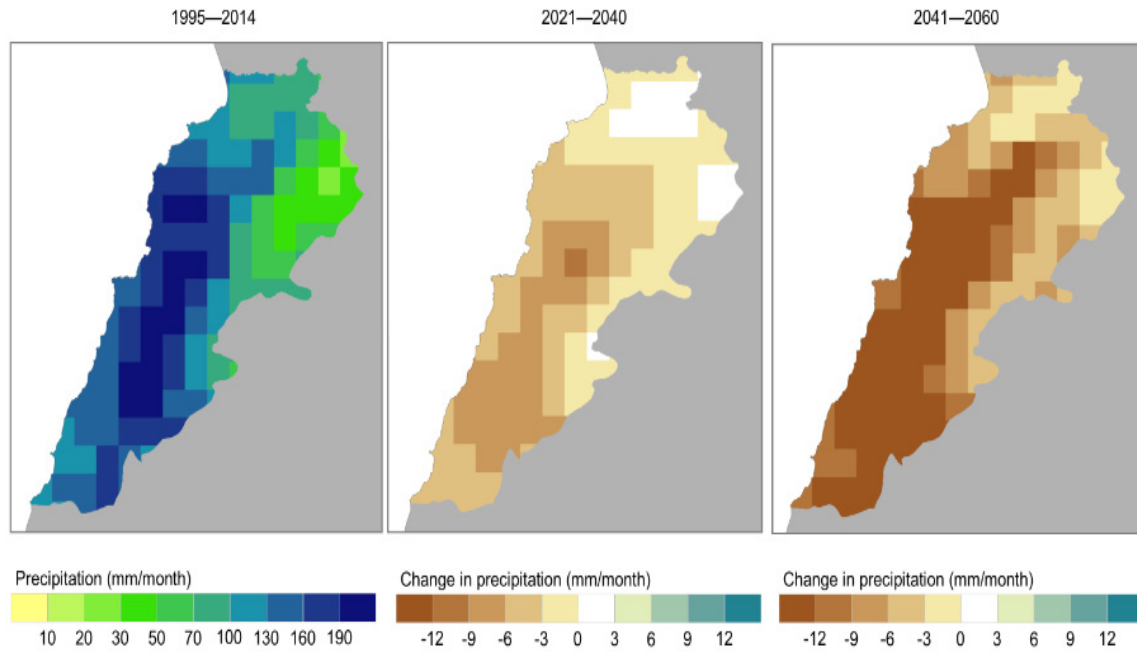 1995—2014
2021—2040
2041—2060
Precipitation (mm/month)
10 20 30 50 70 100 130 160 190
Change in precipitation (mm/month)
-12 -9 -6 -3 0 3 6 9 12
Change in precipitation (mm/month)
-12 -9 -6 -3 0 3 6 9 12